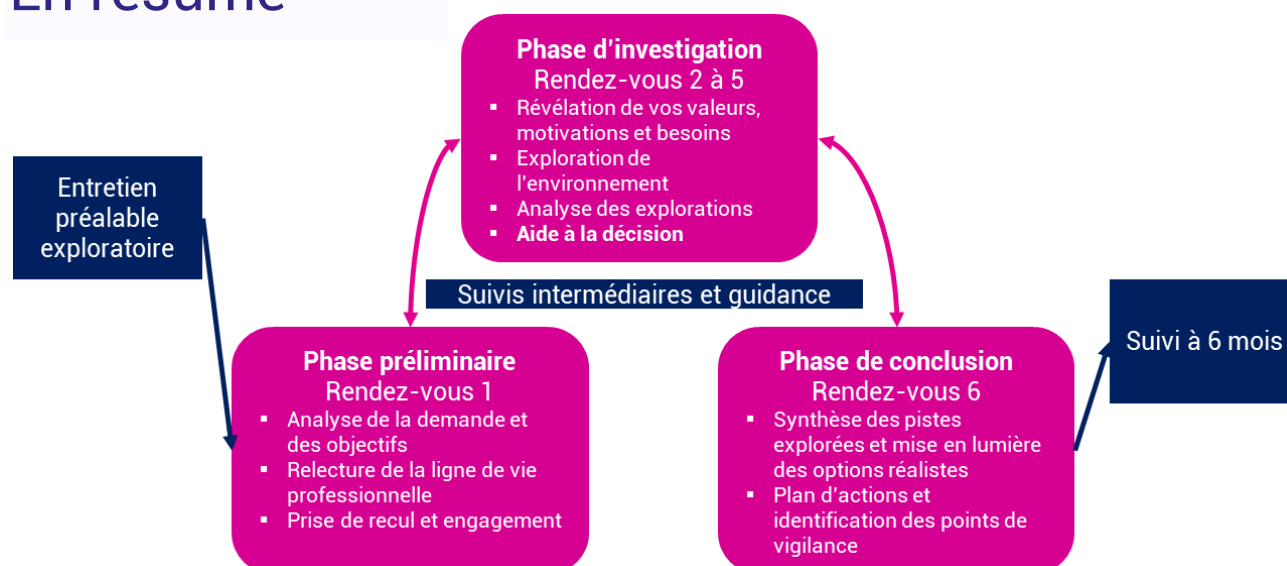 En résumé
Phase d'investigation
Rendez-vous 2 à 5
▪ Révélation de vos valeurs,
motivations et besoins
▪ Exploration de
l'environnement
▪ Analyse des explorations
▪ Aide à la décision
Entretien
préalable
exploratoire
Suivis intermédiaires et guidance
Phase préliminaire
Rendez-vous 1
▪ Analyse de la demande et
des objectifs
▪ Relecture de la ligne de vie
professionnelle
▪ Prise de recul et engagement
Phase de conclusion
Rendez-vous 6
▪ Synthèse des pistes
explorées et mise en lumière
des options réalistes
▪ Plan d'actions et
identification des points de
vigilance
Suivi à 6 mois